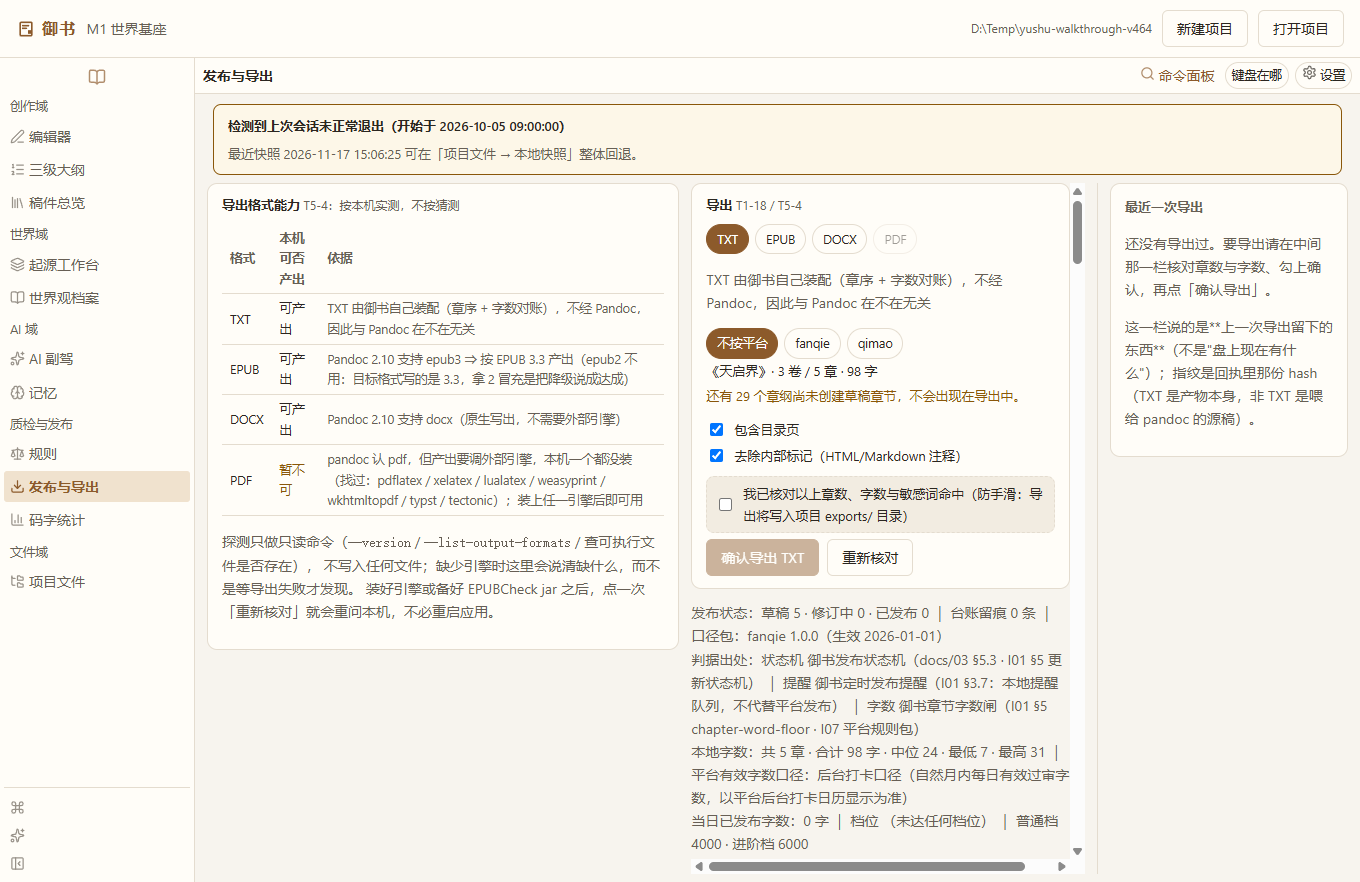 御书 M1 世界基座
D:\Temp\yushu-walkthrough-v464 新建项目 打开项目
创作域
编辑器
三级大纲
稿件总览
世界域
起源工作台
世界观档案
AI 域
AI 副驾
记忆
质检与发布
规则
发布与导出
码字统计
文件域
项目文件
发布与导出
命令面板 键盘在哪 设置
检测到上次会话未正常退出（开始于 2026-10-05 09:00:00）
最近快照 2026-11-17 15:06:25 可在「项目文件 → 本地快照」整体回退。
导出格式能力 T5-4：按本机实测，不按猜测
格式 本机可否产出 依据
TXT 可产出 TXT 由御书自己装配（章序 + 字数对账），不经 Pandoc，
因此与 Pandoc 在不在无关
EPUB 可产出 Pandoc 2.10 支持 epub3 ⇒ 按 EPUB 3.3 产出（epub2 不
用：目标格式写的是 3.3，拿 2 冒充是把降级说成达成）
DOCX 可产出 Pandoc 2.10 支持 docx（原生写出，不需要外部引擎）
PDF 暂不可 pandoc 认 pdf，但产出要调外部引擎，本机一个都没装
（找过：pdflatex / xelatex / lualatex / weasyprint /
wkhtmltopdf / typst / tectonic）；装上任一引擎后即可用
探测只做只读命令（—version / —list-output-formats / 查可执行文
件是否存在），不写入任何文件；缺少引擎时这里会说清缺什么，而不
是等导出失败才发现。 装好引擎或备好 EPUBCheck jar 之后，点一次
「重新核对」就会重问本机，不必重启应用。
导出 T1-18 / T5-4
TXT EPUB DOCX PDF
TXT 由御书自己装配（章序 + 字数对账），不经
Pandoc，因此与 Pandoc 在不在无关
不按平台 fanqie qimao
《天启界》· 3 卷 / 5 章 · 98 字
还有 29 个章纲尚未创建草稿章节，不会出现在导出中。
包含目录页
去除内部标记（HTML/Markdown 注释）
我已核对以上章数、字数与敏感词命中（防手滑：导
出将写入项目 exports/ 目录）
确认导出 TXT 重新核对
发布状态：草稿 5 · 修订中 0 · 已发布 0 ｜ 台账留痕 0 条 ｜
口径包：fanqie 1.0.0（生效 2026-01-01）
判据出处：状态机 御书发布状态机（docs/03 §5.3 · I01 §5 更
新状态机） ｜ 提醒 御书定时发布提醒（I01 §3.7：本地提醒
队列，不代替平台发布） ｜ 字数 御书章节字数闸（I01 §5
chapter-word-floor · I07 平台规则包）
本地字数：共 5 章 · 合计 98 字 · 中位 24 · 最低 7 · 最高 31 ｜
平台有效字数口径：后台打卡口径（自然月内每日有效过审字
数，以平台后台打卡日历显示为准）
当日已发布字数：0 字 ｜ 档位 （未达任何档位） ｜ 普通档
4000 · 进阶档 6000
最近一次导出
还没有导出过。要导出请在中间
那一栏核对章数与字数、勾上确
认，再点「确认导出」。
这一栏说的是**上一次导出留下的
东西**（不是"盘上现在有什
么"）；指纹是回执里那份 hash
（TXT 是产物本身，非 TXT 是喂
给 pandoc 的源稿）。